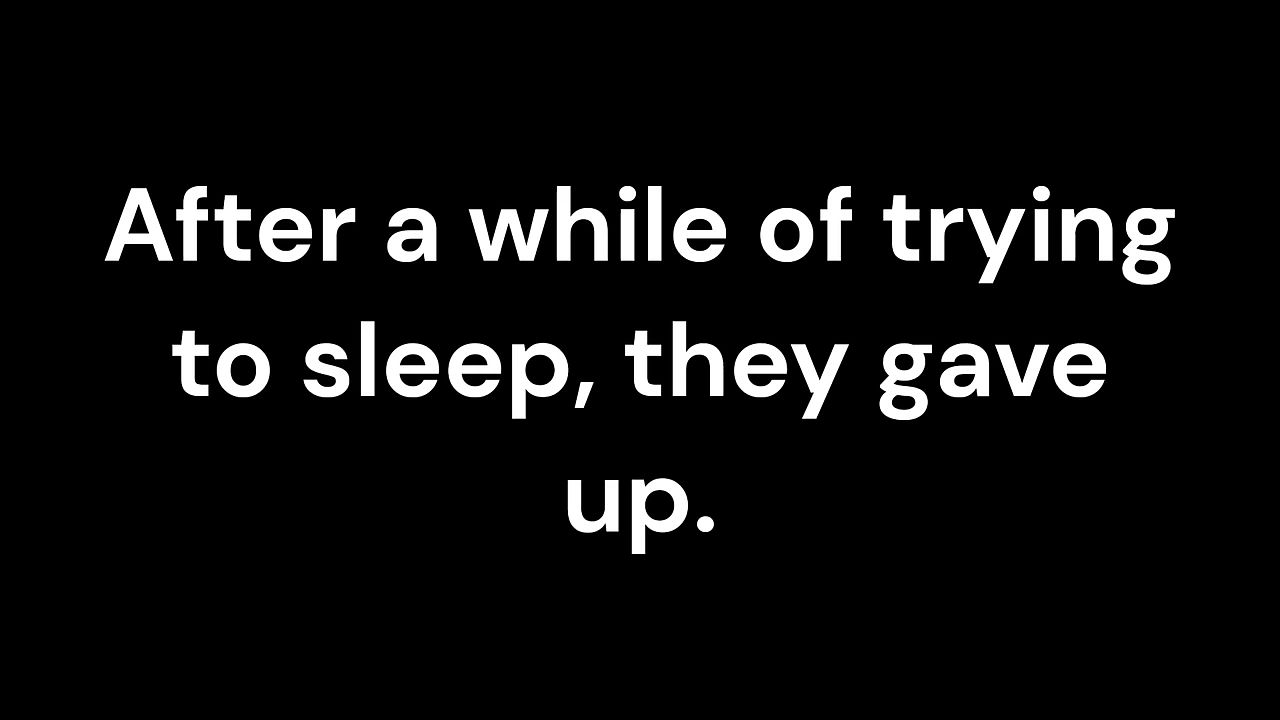 After a while of trying
to sleep, they gave
up.